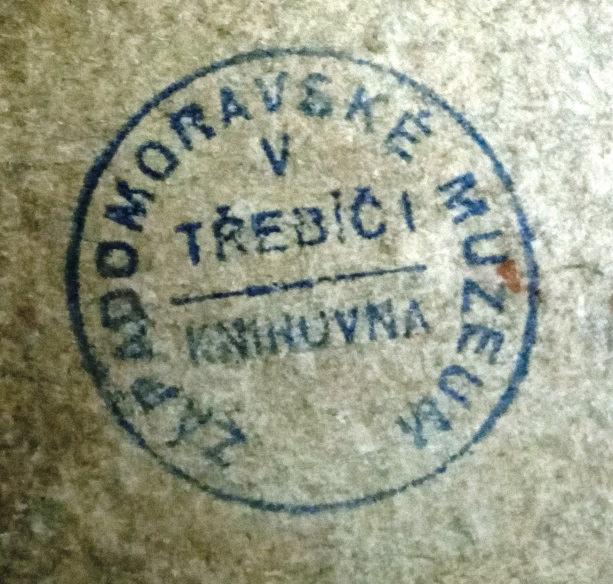 ZÁPADOMORAVSKÉ MUZEUM
V
TŘEBÍČI
KNIHOVNA